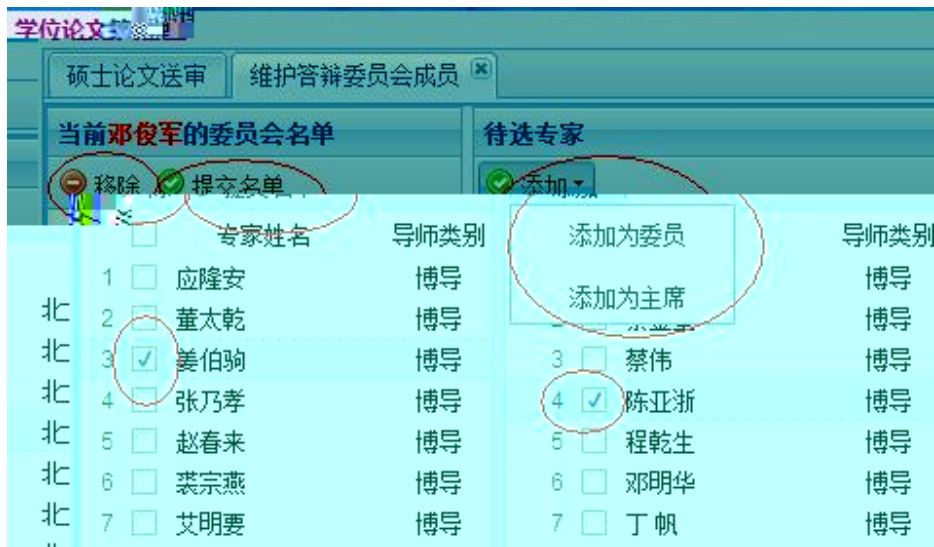 学位论文
硕士论文送审 维护答辩委员会成员
当前邓俊军的委员会名单 待选专家
移除 提交名单 添加
专家姓名 导师类别 添加为委员 导师类别
1 应隆安 博导 博导
添加为主席
北 2 董太乾 博导 博导
北 3 姜伯驹 博导 3 蔡伟 博导
北 4 张乃孝 博导 4 陈亚浙 博导
北 5 赵春来 博导 5 程乾生 博导
北 6 裘宗燕 博导 6 邓明华 博导
北 7 艾明要 博导 7 丁帆 博导